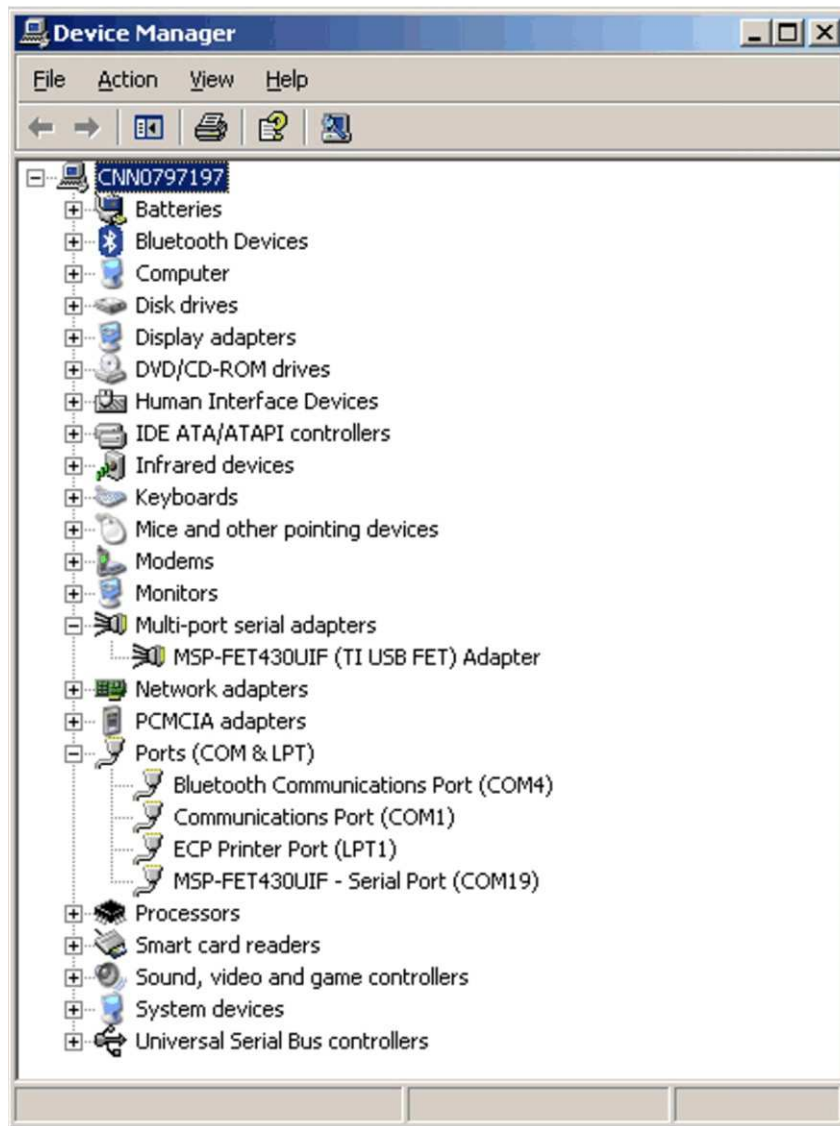 Device Manager
File Action View Help
CNN0797197
Batteries
Bluetooth Devices
Computer
Disk drives
Display adapters
DVD/CD-ROM drives
Human Interface Devices
IDE ATA/ATAPI controllers
Infrared devices
Keyboards
Mice and other pointing devices
Modems
Monitors
Multi-port serial adapters
MSP-FET430UIF (TI USB FET) Adapter
Network adapters
PCMCIA adapters
Ports (COM & LPT)
Bluetooth Communications Port (COM4)
Communications Port (COM1)
ECP Printer Port (LPT1)
MSP-FET430UIF - Serial Port (COM19)
Processors
Smart card readers
Sound, video and game controllers
System devices
Universal Serial Bus controllers